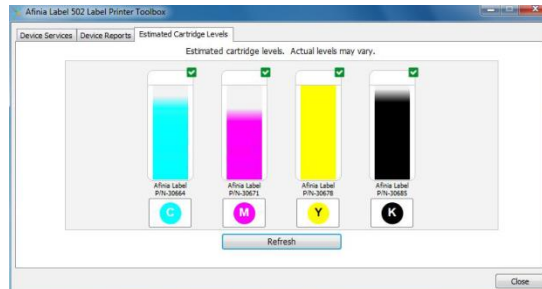 Afinia Label 502 Label Printer Toolbox
Device Services Device Reports Estimated Cartridge Levels
Estimated cartridge levels. Actual levels may vary.
Afinia Label Afinia Label Afinia Label Afinia Label
P/N-30664 P/N-30671 P/N-30678 P/N-30685
C M Y K
Refresh
Close